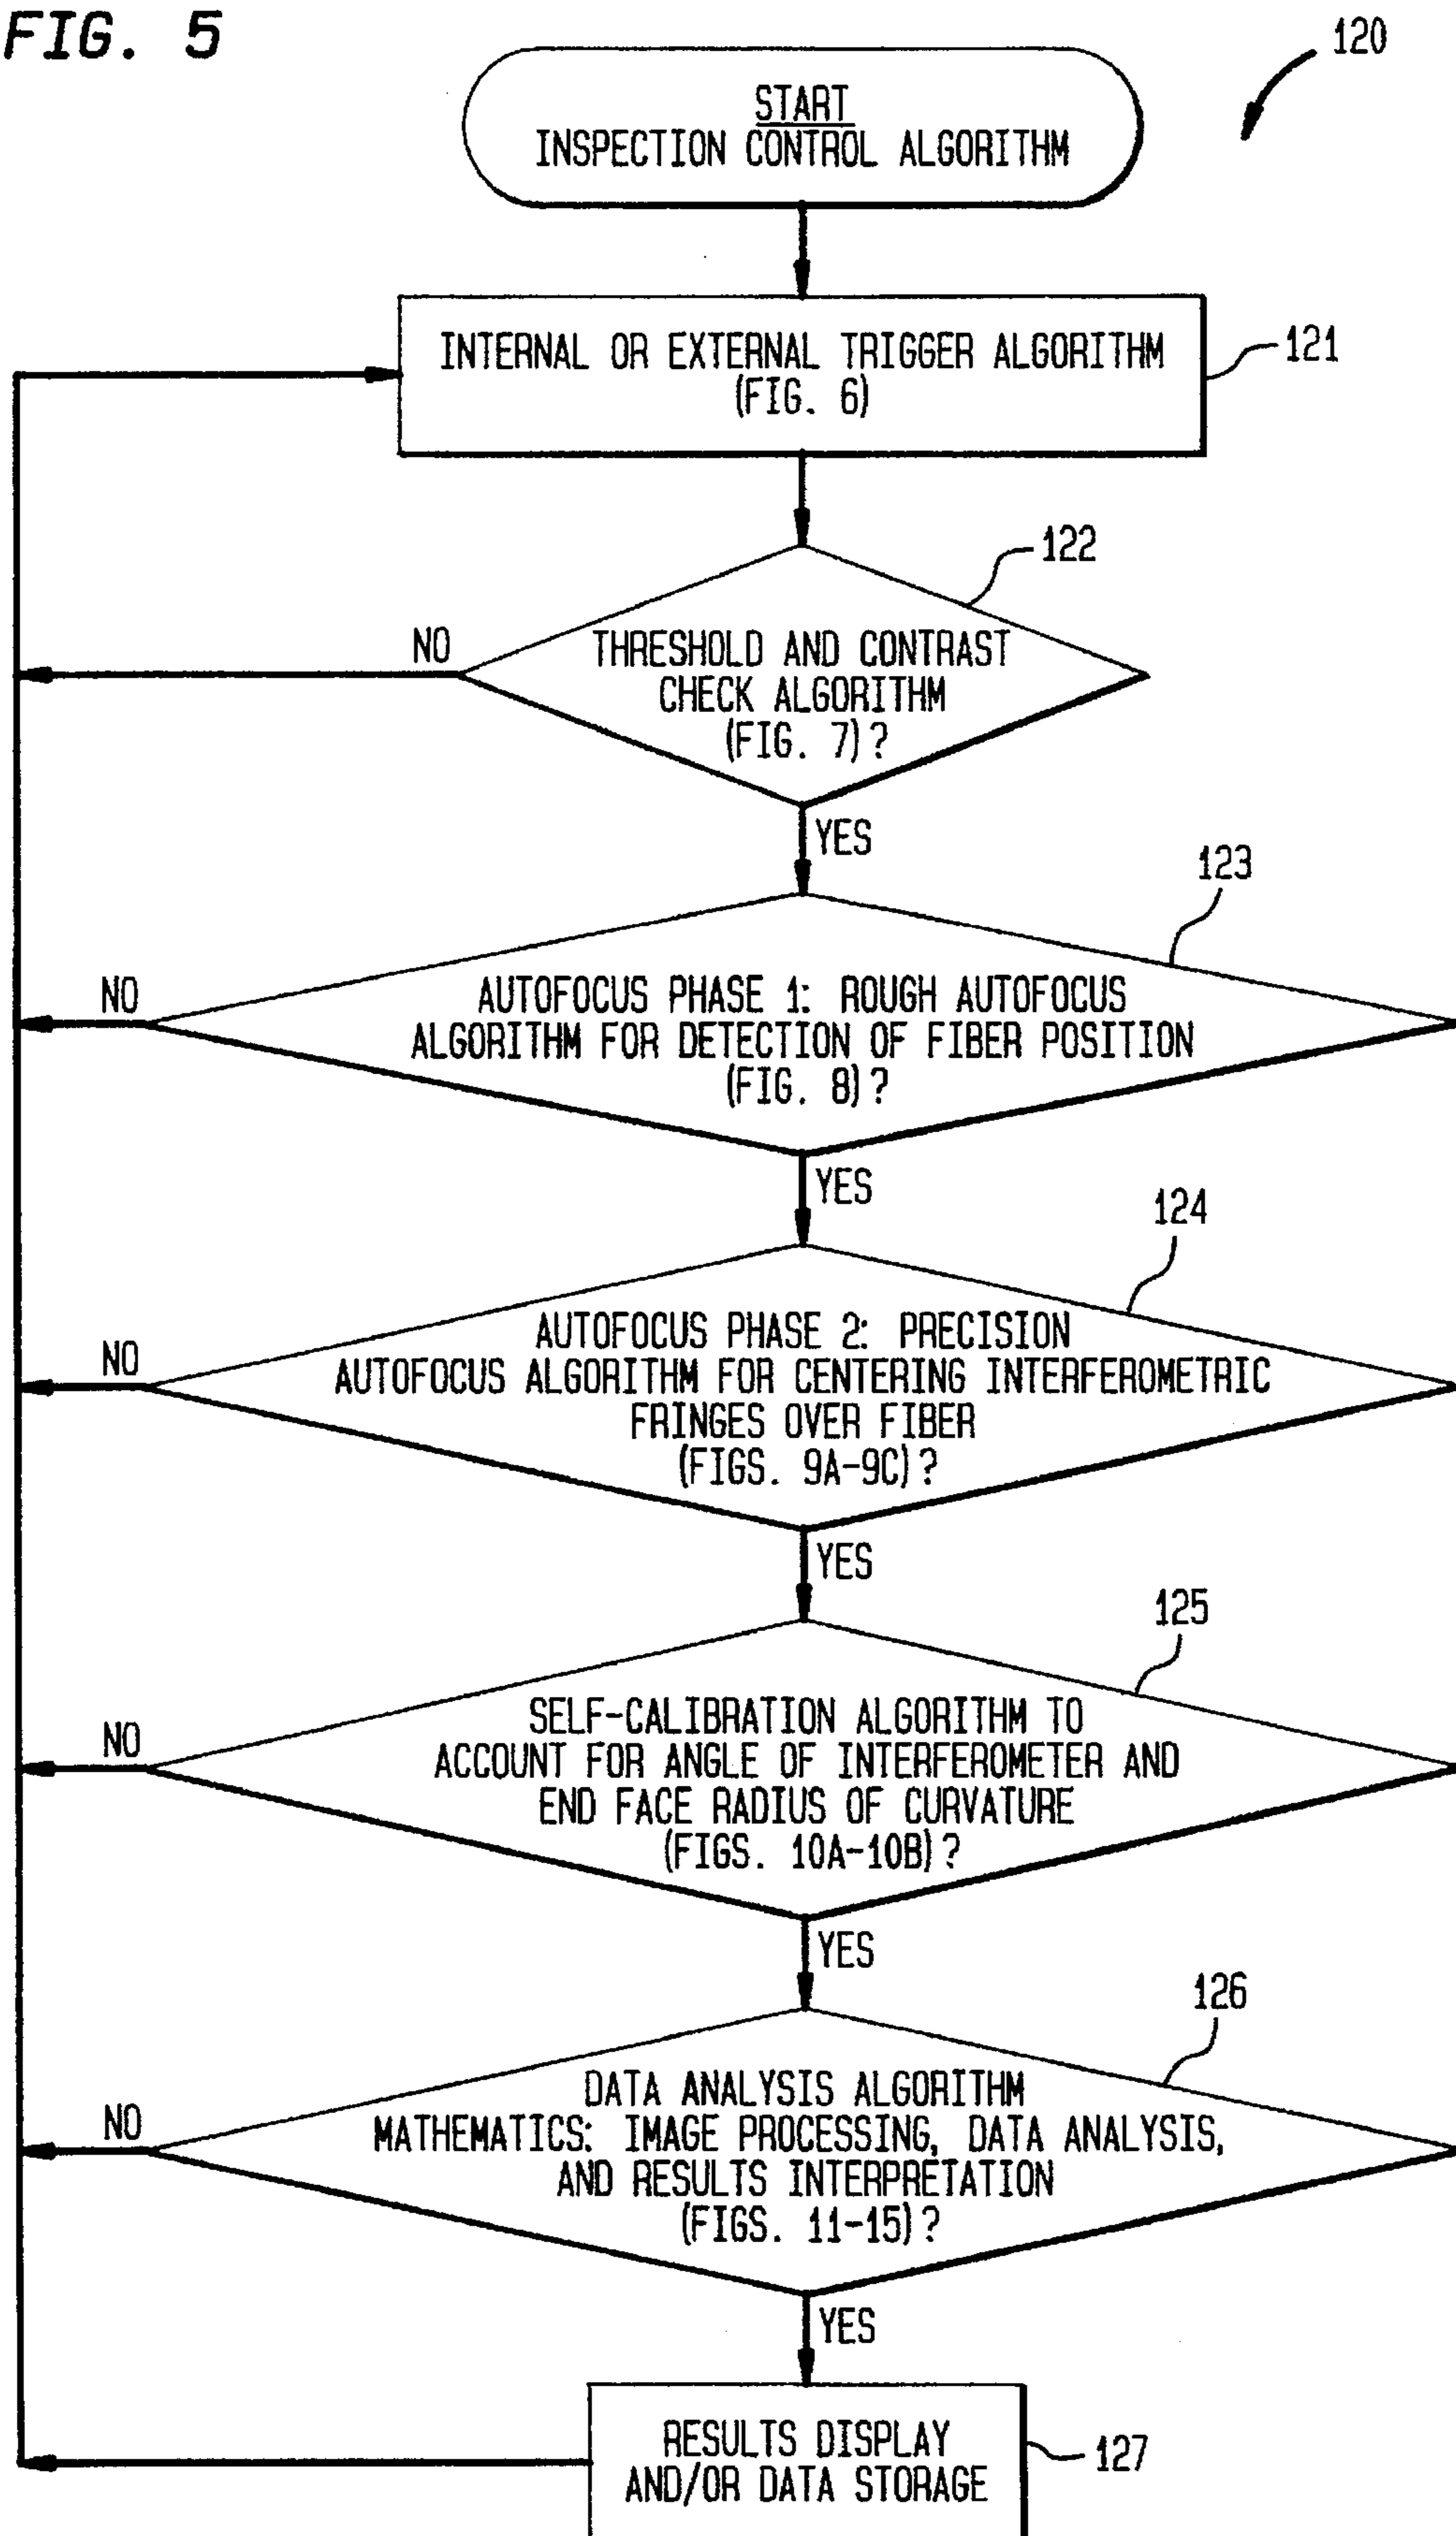 FIG. 5
120
START
INSPECTION CONTROL ALGORITHM
INTERNAL OR EXTERNAL TRIGGER ALGORITHM
(FIG. 6)
121
122
NO
THRESHOLD AND CONTRAST
CHECK ALGORITHM
(FIG. 7)?
YES
123
NO
AUTOFOCUS PHASE 1: ROUGH AUTOFOCUS
ALGORITHM FOR DETECTION OF FIBER POSITION
(FIG. 8)?
YES
124
NO
AUTOFOCUS PHASE 2: PRECISION
AUTOFOCUS ALGORITHM FOR CENTERING INTERFEROMETRIC
FRINGES OVER FIBER
(FIGS. 9A-9C)?
YES
125
NO
SELF-CALIBRATION ALGORITHM TO
ACCOUNT FOR ANGLE OF INTERFEROMETER AND
END FACE RADIUS OF CURVATURE
(FIGS. 10A-10B)?
YES
126
NO
DATA ANALYSIS ALGORITHM
MATHEMATICS: IMAGE PROCESSING, DATA ANALYSIS,
AND RESULTS INTERPRETATION
(FIGS. 11-15)?
YES
RESULTS DISPLAY
AND/OR DATA STORAGE
127